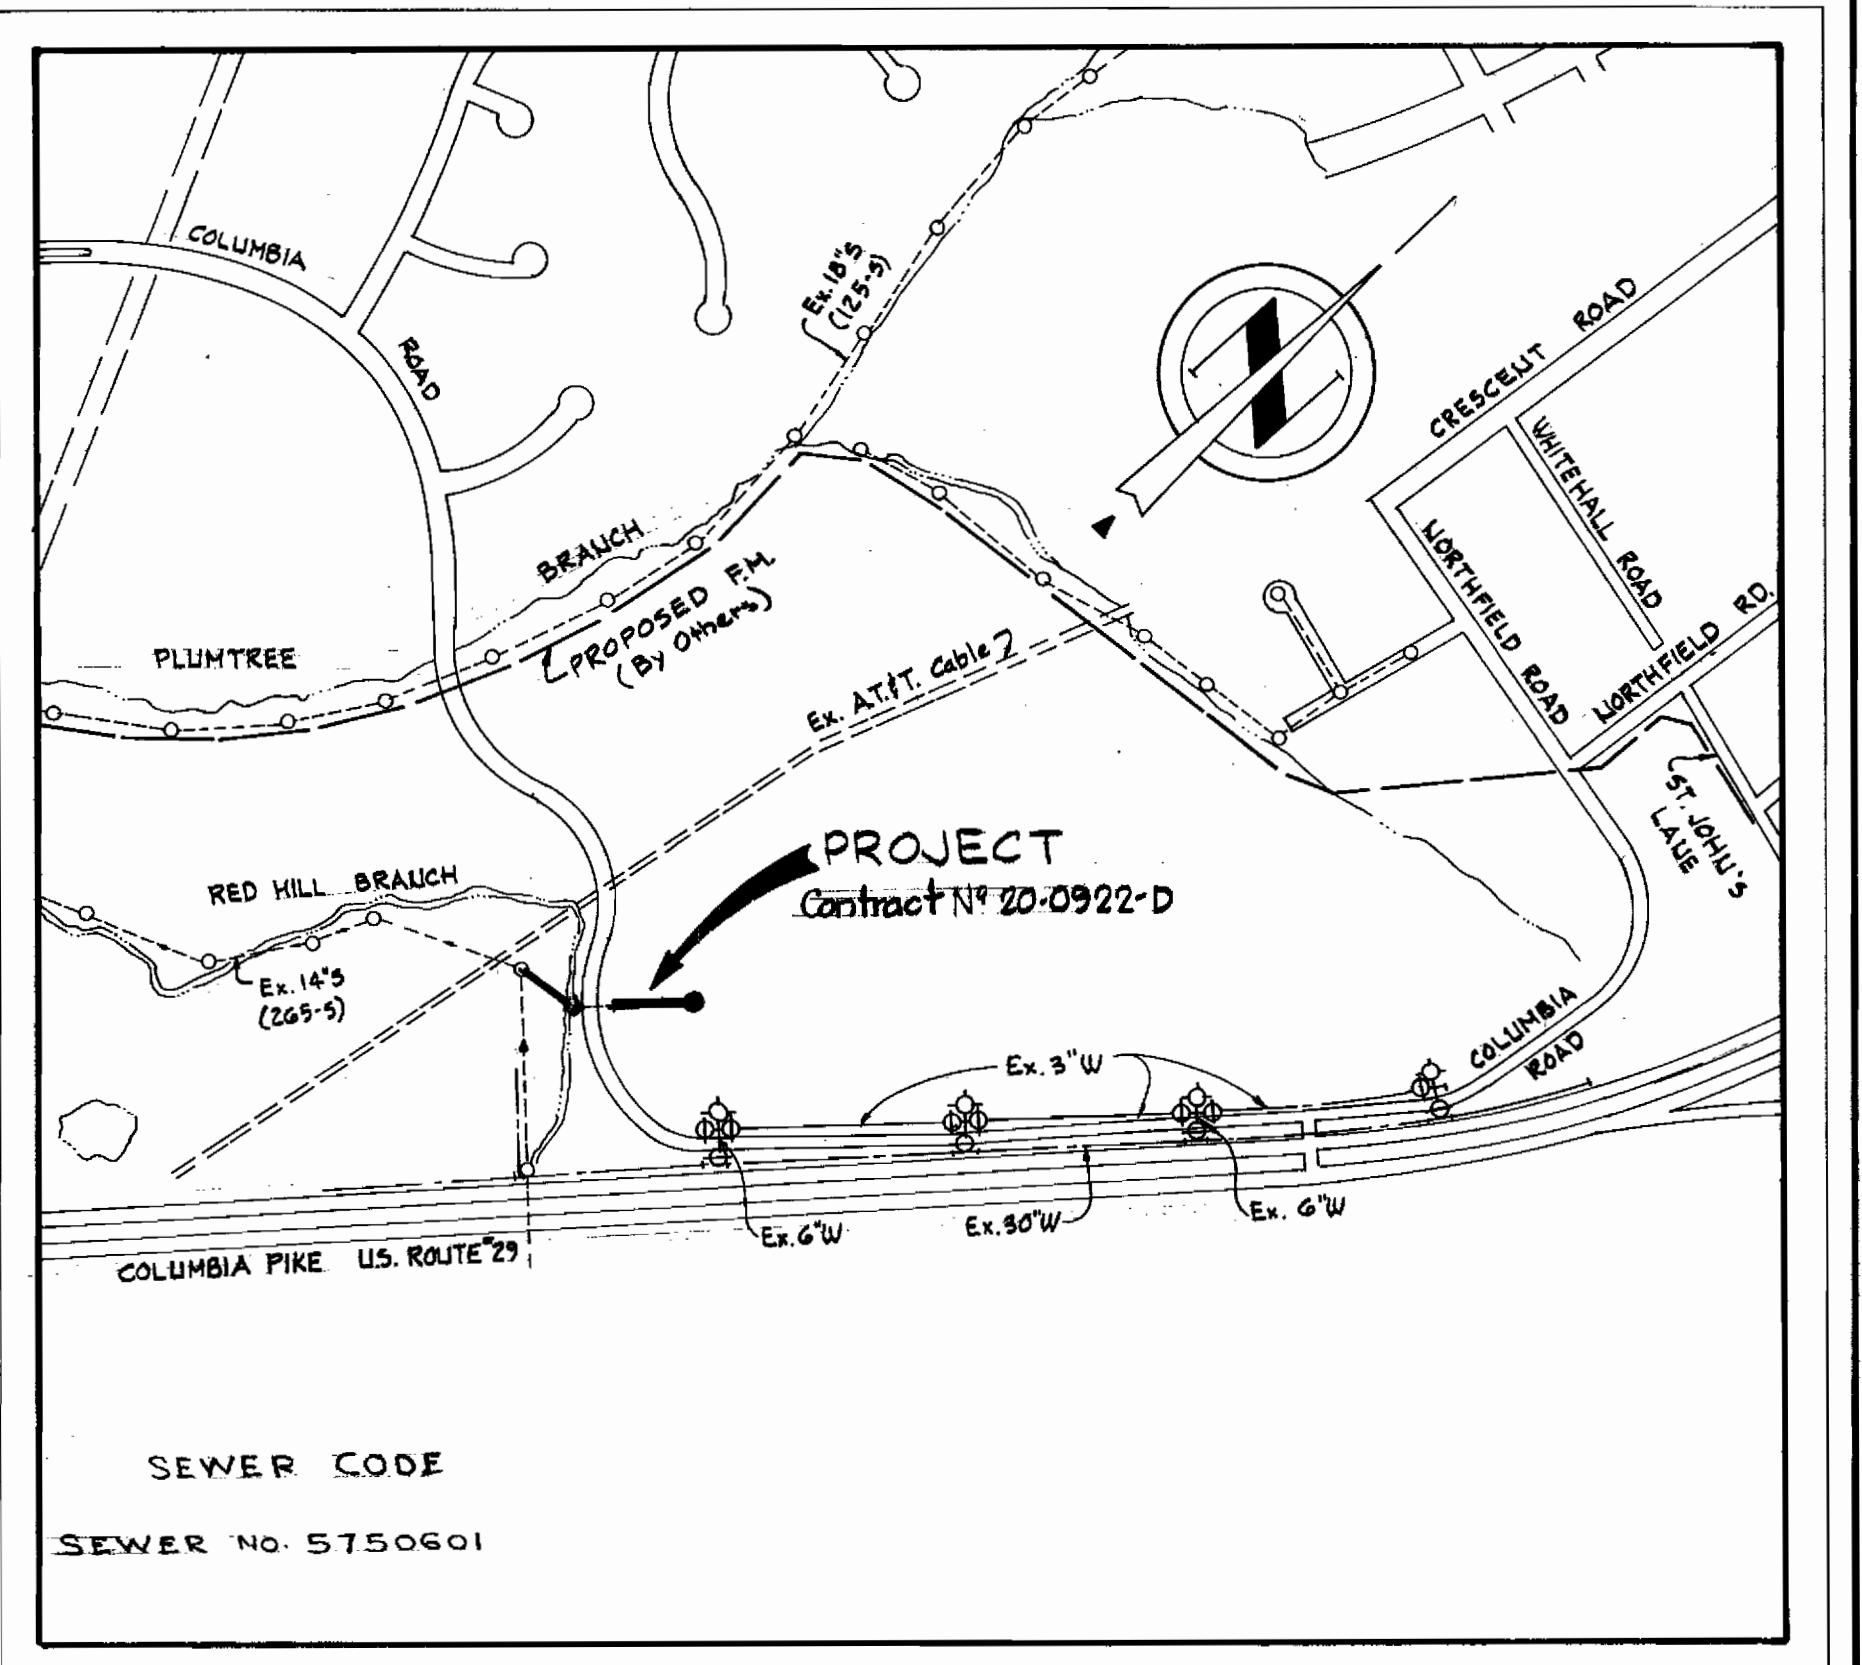 COLUMBIA
ROAD
Ex. 18"S
(125-S)
CRESCENT ROAD
WHITEHALL ROAD
NORTHFIELD ROAD
NORTHFIELD RD.
ST. JOHN'S
LANE
BRANCH
PLUMTREE
PROPOSED F.M.
(By Others)
Ex. A.T.&T. Cable
PROJECT
Contract Nº 20-0922-D
RED HILL BRANCH
Ex. 14"S
(265-S)
COLUMBIA
ROAD
Ex. 3"W
Ex. 6"W
Ex. 30"W
Ex. 6"W
COLUMBIA PIKE U.S. ROUTE #29
SEWER CODE
SEWER NO. 5750601